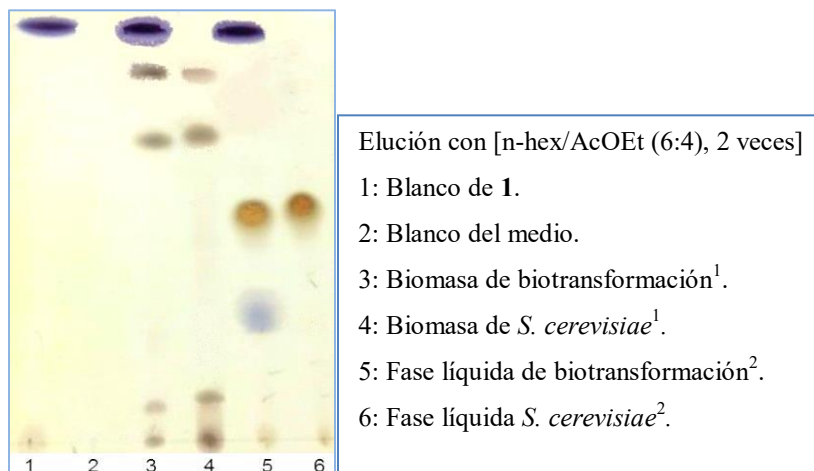 Elución con [n-hex/AcOEt (6:4), 2 veces]
1: Blanco de 1.
2: Blanco del medio.
3: Biomasa de biotransformación¹.
4: Biomasa de S. cerevisiae¹.
5: Fase líquida de biotransformación².
6: Fase líquida S. cerevisiae².
1 2 3 4 5 6